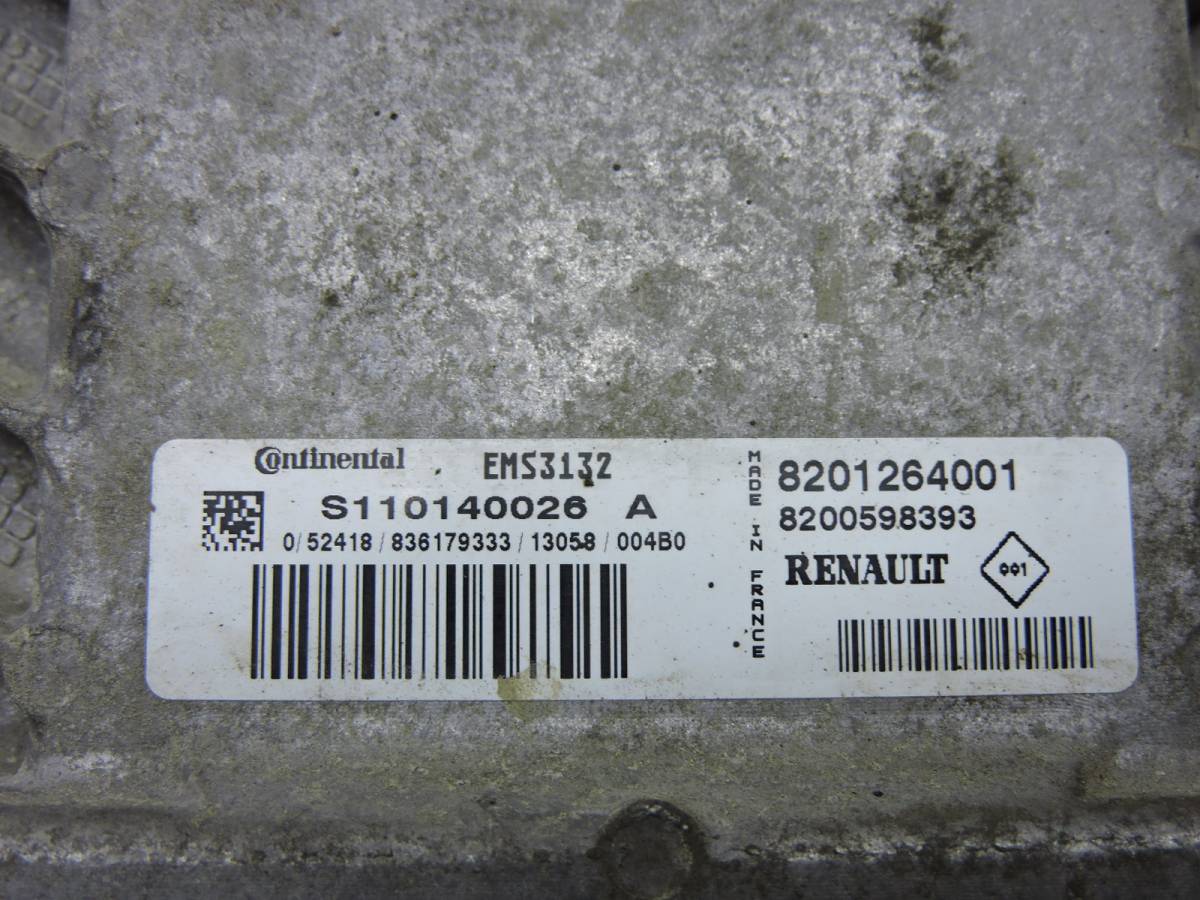 Continental EMS3132
S110140026 A
0/52418/836179333/13058/004B0
MADE IN FRANCE
8201264001
8200598393
RENAULT
001